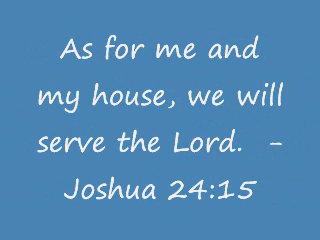 As for me and
my house, we will
serve the Lord.  -
Joshua 24:15